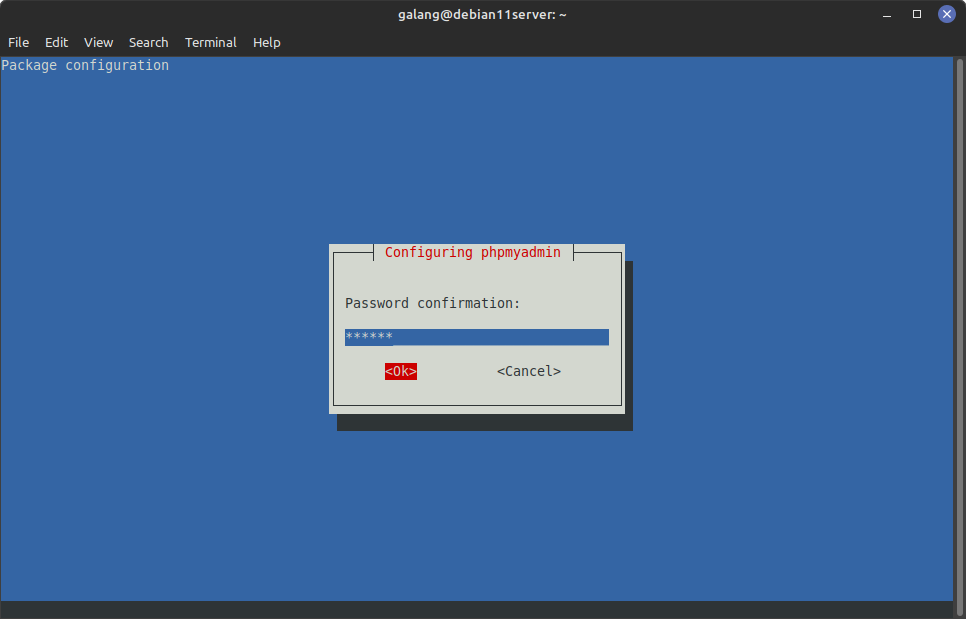 galang@debian11server: ~
File Edit View Search Terminal Help
Package configuration
Configuring phpmyadmin
Password confirmation:
******
<Ok> <Cancel>